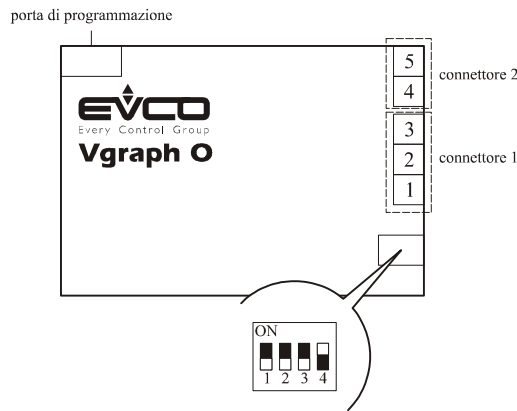 porta di programmazione
5
4
connettore 2
EVCO
Every Control Group
Vgraph O
3
2
1
connettore 1
ON
1 2 3 4